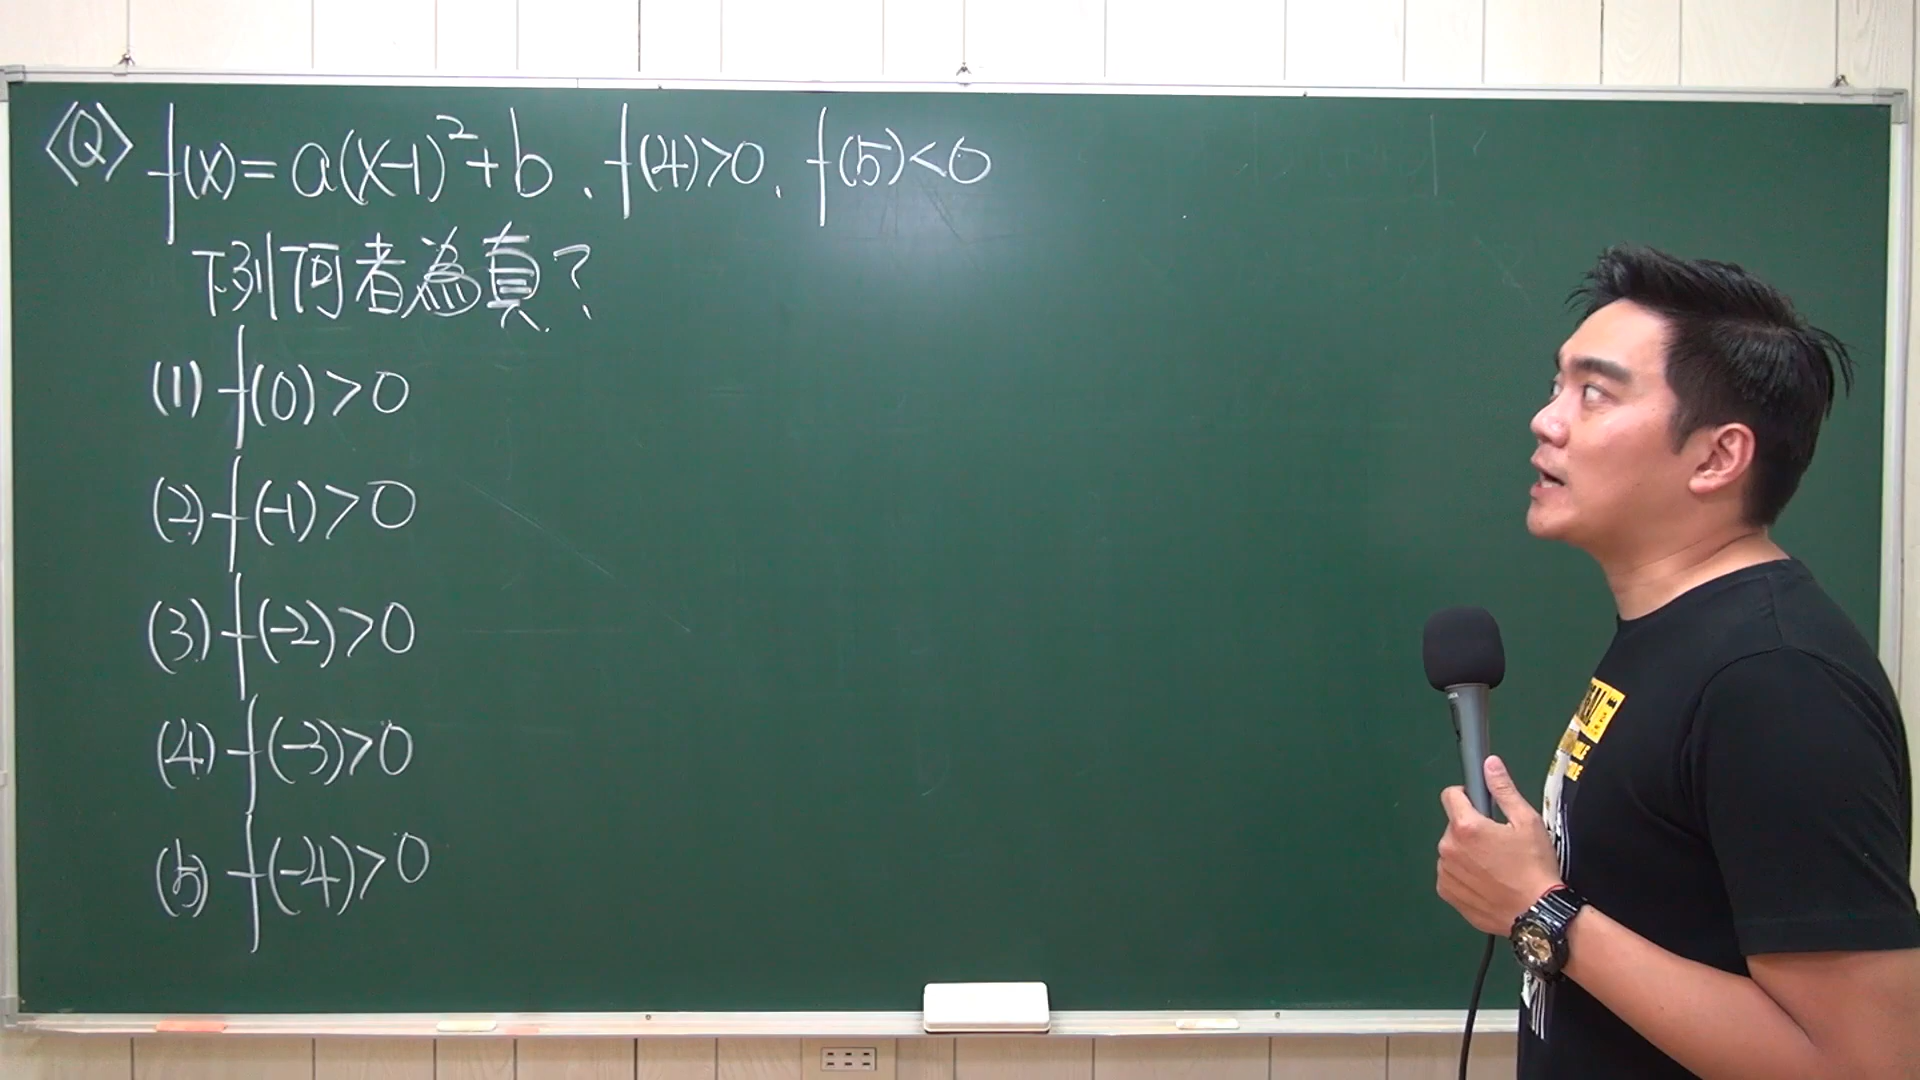 〈Q〉 f(x)= a(x-1)²+b、f(4)>0、f(5)<0
下列何者為真?
(1) f(0)>0
(2) f(-1)>0
(3) f(-2)>0
(4) f(-3)>0
(5) f(-4)>0